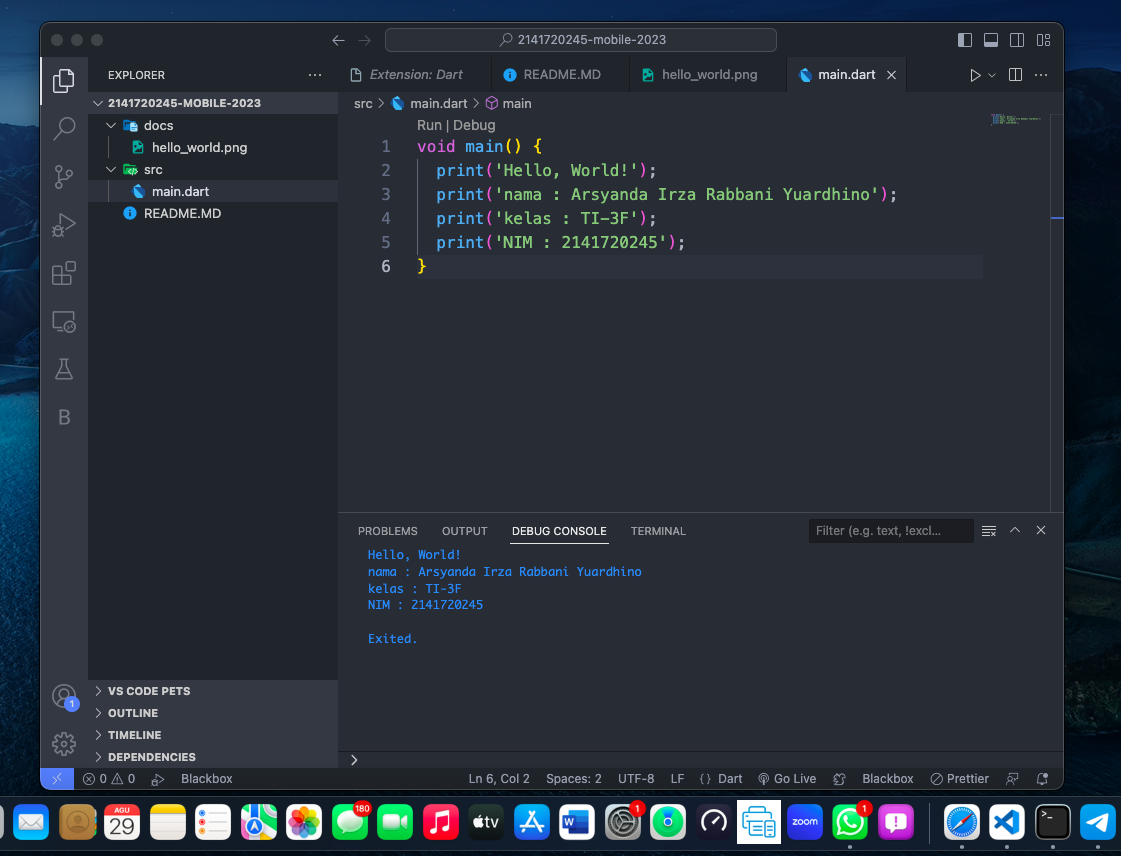 2141720245-mobile-2023
EXPLORER
Extension: Dart
README.MD
hello_world.png
main.dart
2141720245-MOBILE-2023
docs
hello_world.png
src
main.dart
README.MD
src > main.dart > main
Run | Debug
1 void main() {
2 print('Hello, World!');
3 print('nama : Arsyanda Irza Rabbani Yuardhino');
4 print('kelas : TI-3F');
5 print('NIM : 2141720245');
6 }
B
PROBLEMS
OUTPUT
DEBUG CONSOLE
TERMINAL
Filter (e.g. text, !excl...
Hello, World!
nama : Arsyanda Irza Rabbani Yuardhino
kelas : TI-3F
NIM : 2141720245
Exited.
1
VS CODE PETS
OUTLINE
TIMELINE
DEPENDENCIES
0 0 Blackbox Ln 6, Col 2 Spaces: 2 UTF-8 LF {} Dart Go Live Blackbox Prettier
AGU
29
180
tv
W
1
zoom
1